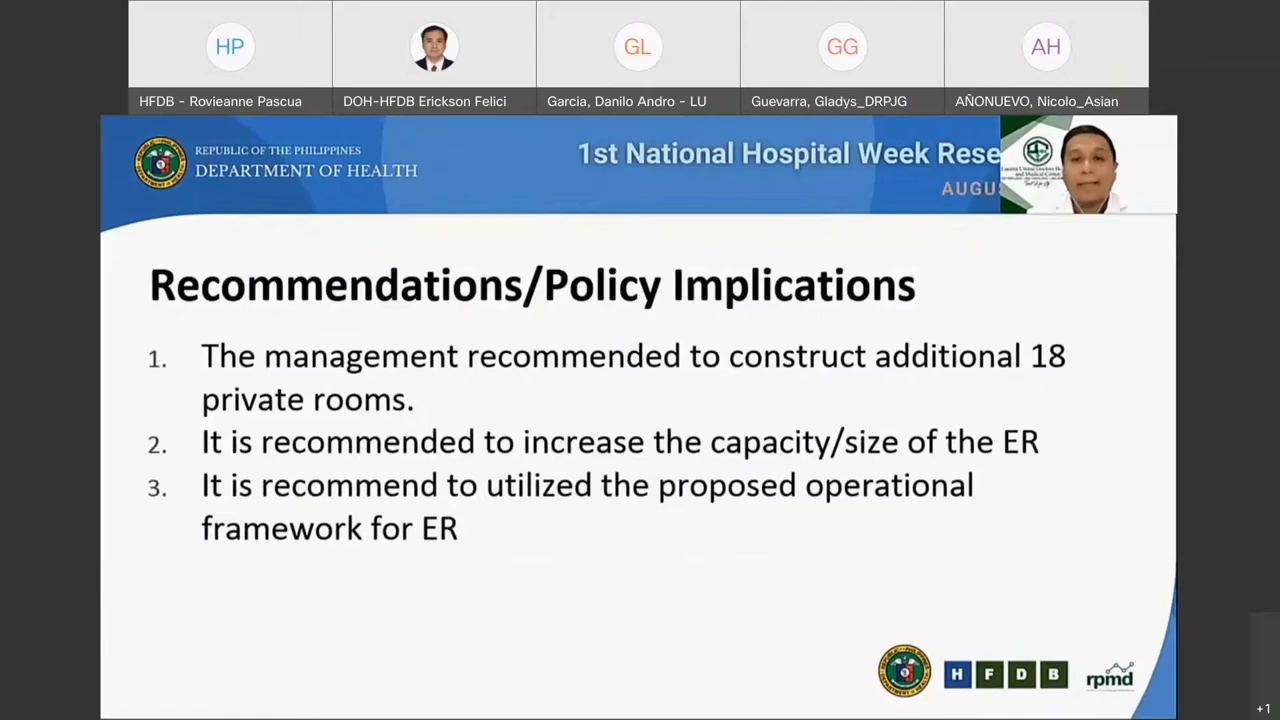 HP
GL
GG
AH
HFDB - Rovieanne Pascua
DOH-HFDB Erickson Felici
Garcia, Danilo Andro - LU
Guevarra, Gladys_DRPJG
AÑONUEVO, Nicolo_Asian
REPUBLIC OF THE PHILIPPINES
DEPARTMENT OF HEALTH
1st National Hospital Week Rese
AUGUS
Recommendations/Policy Implications
1. The management recommended to construct additional 18
private rooms.
2. It is recommended to increase the capacity/size of the ER
3. It is recommend to utilized the proposed operational
framework for ER
H F D B
rpmd
+1